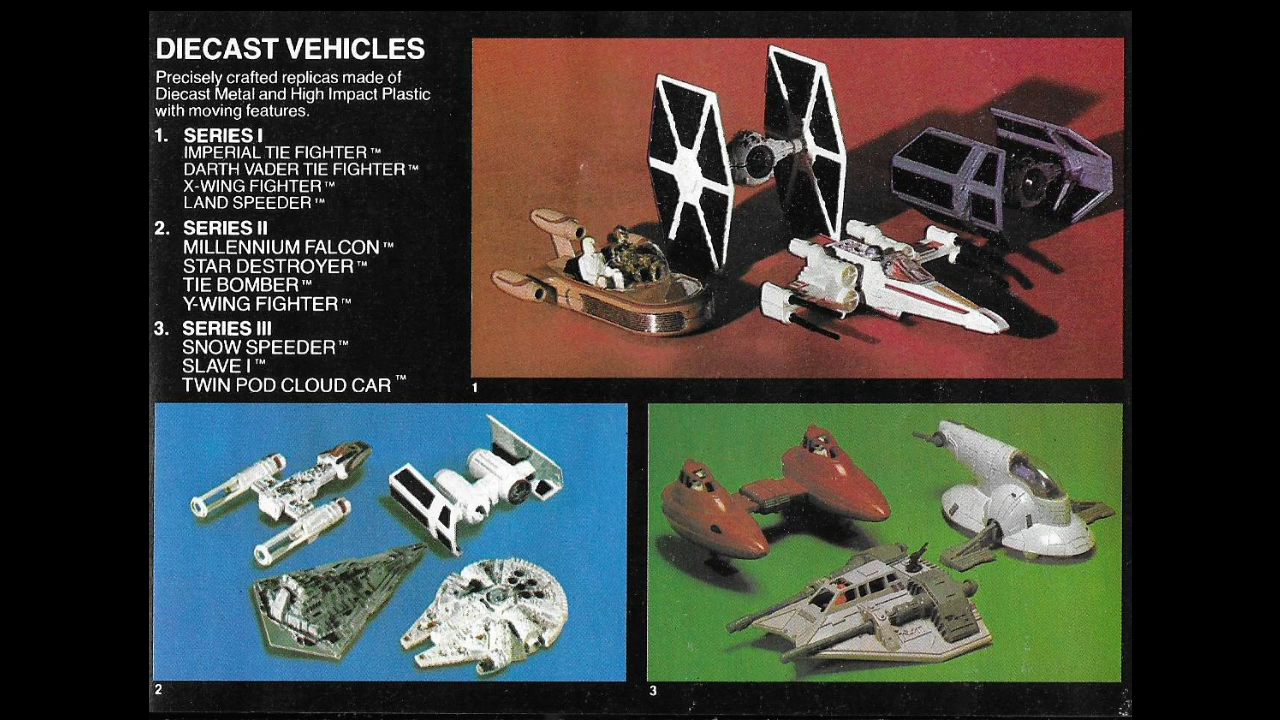 DIECAST VEHICLES
Precisely crafted replicas made of
Diecast Metal and High Impact Plastic
with moving features.
1. SERIES I
IMPERIAL TIE FIGHTER™
DARTH VADER TIE FIGHTER™
X-WING FIGHTER™
LAND SPEEDER™
2. SERIES II
MILLENNIUM FALCON™
STAR DESTROYER™
TIE BOMBER™
Y-WING FIGHTER™
3. SERIES III
SNOW SPEEDER™
SLAVE I™
TWIN POD CLOUD CAR™
1
2
3